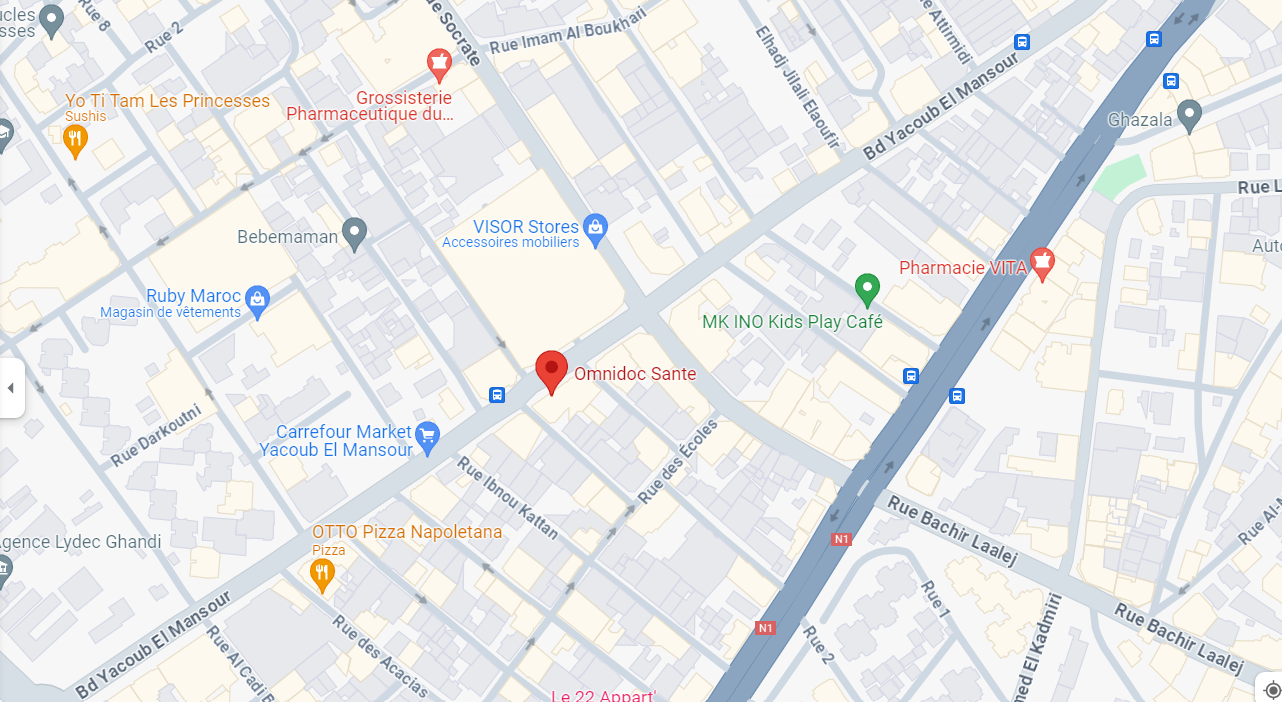 ucles
sses
Rue 8
Rue 2
ue Socrate
Rue Imam Al Boukhari
Elhadj Jilali Elaoufir
Rue Attirmidi
Bd Yacoub El Mansour
Grossisterie
Pharmaceutique du...
Yo Ti Tam Les Princesses
Sushis
Ghazala
Rue L
Auto
VISOR Stores
Accessoires mobiliers
Bebemaman
Pharmacie VITA
Ruby Maroc
Magasin de vêtements
MK INO Kids Play Café
Omnidoc Sante
Rue Darkoutni
Carrefour Market
Yacoub El Mansour
Rue des Écoles
Rue Ibnou Kattan
OTTO Pizza Napoletana
Pizza
Agence Lydec Ghandi
N1
Rue Bachir Laalej
Rue Al-N
N1
Rue 1
Rue 2
med El Kadmiri
Rue Bachir Laalej
Bd Yacoub El Mansour
Rue Al Cadi B
Rue des Acacias
Le 22 Appart'